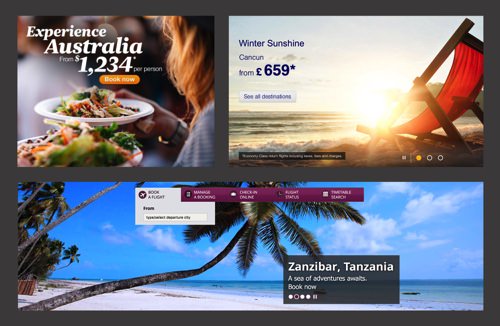 Experience
Australia
From $1,234* per person
Book now
Winter Sunshine
Cancun
from £ 659*
See all destinations
*Economy Class return flights including taxes, fees and charges.
BOOK A FLIGHT
MANAGE A BOOKING
CHECK-IN ONLINE
FLIGHT STATUS
TIMETABLE SEARCH
From
type/select departure city
Zanzibar, Tanzania
A sea of adventures awaits.
Book now